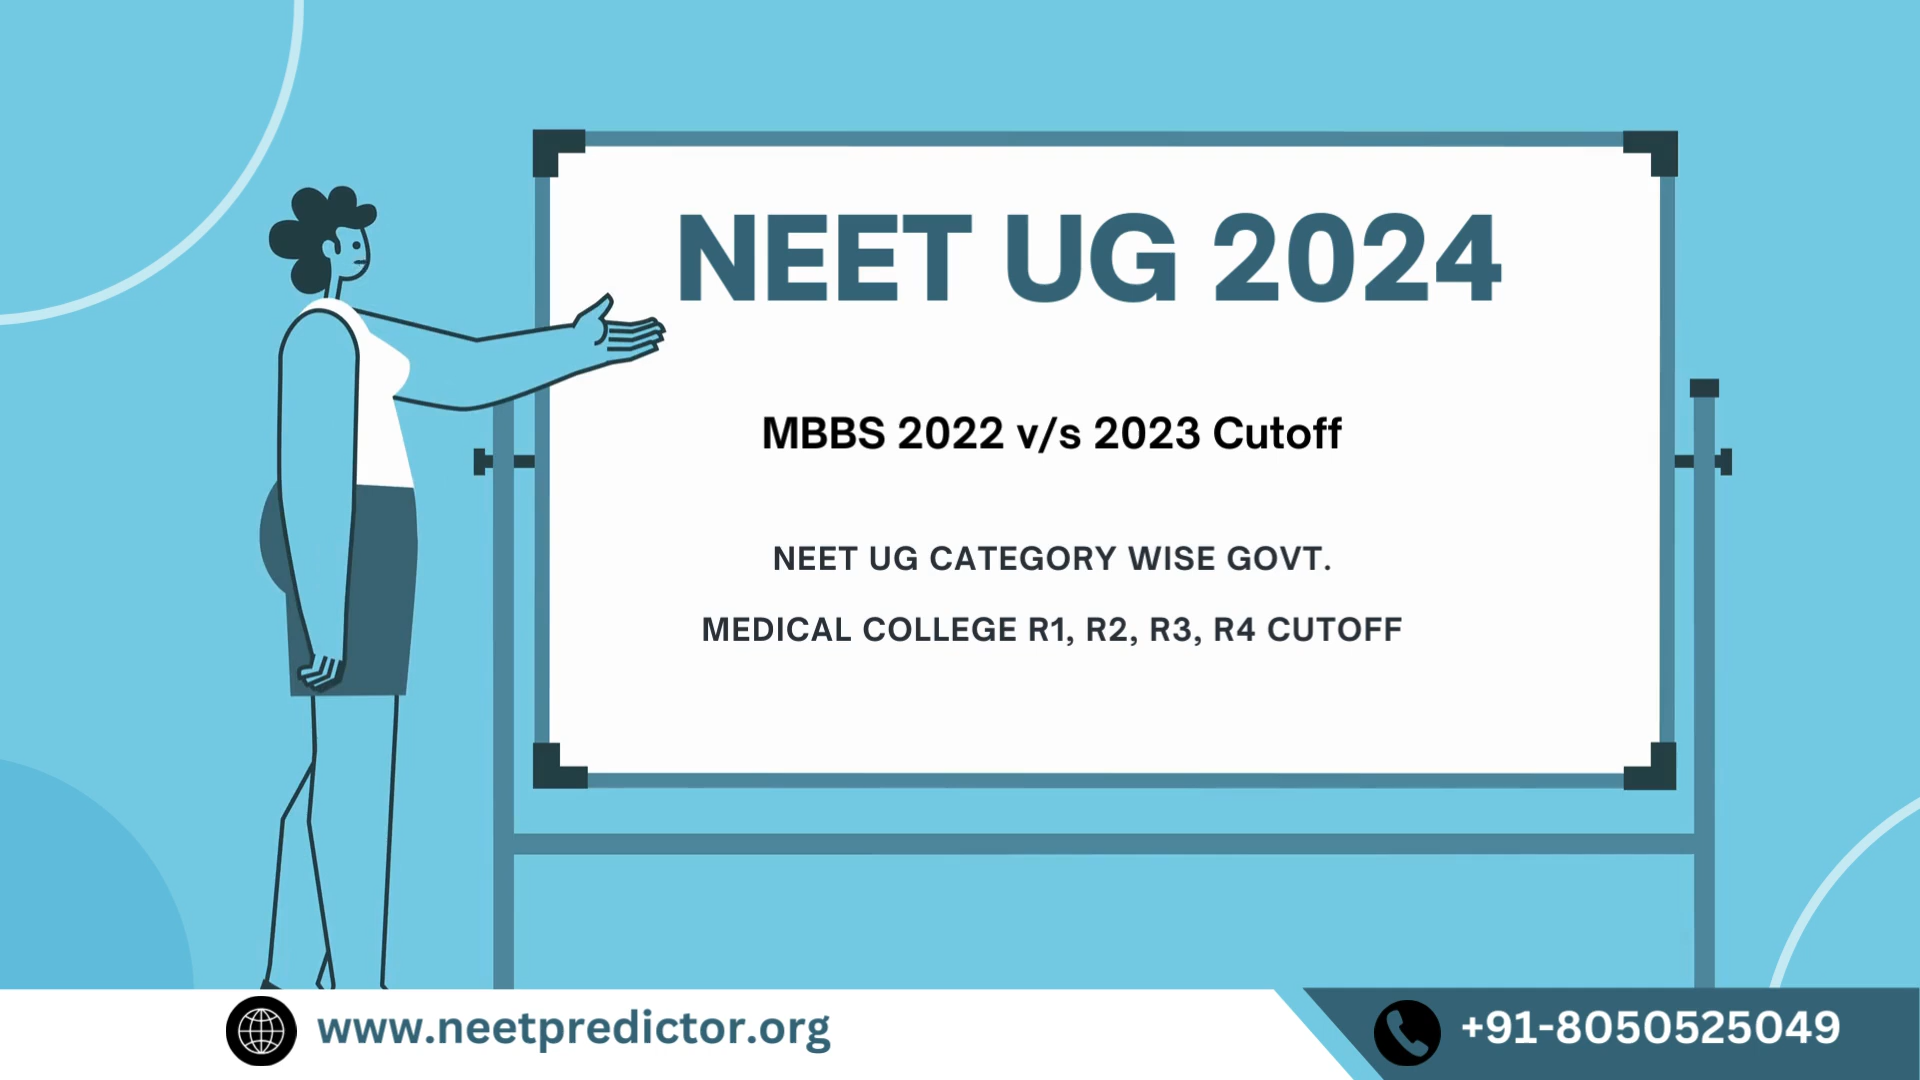 NEET UG 2024
MBBS 2022 v/s 2023 Cutoff
NEET UG CATEGORY WISE GOVT.
MEDICAL COLLEGE R1, R2, R3, R4 CUTOFF
www.neetpredictor.org
+91-8050525049